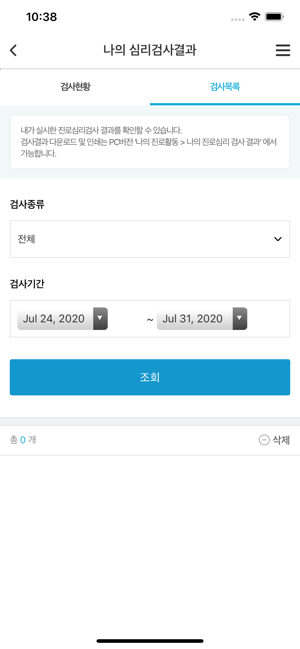 10:38
나의 심리검사결과
검사현황
검사목록
내가 실시한 진로심리검사 결과를 확인할 수 있습니다.
검사결과 다운로드 및 인쇄는 PC버전 '나의 진로활동 > 나의 진로심리 검사 결과' 에서
가능합니다.
검사종류
전체
검사기간
Jul 24, 2020 ~ Jul 31, 2020
조회
총 0 개
삭제